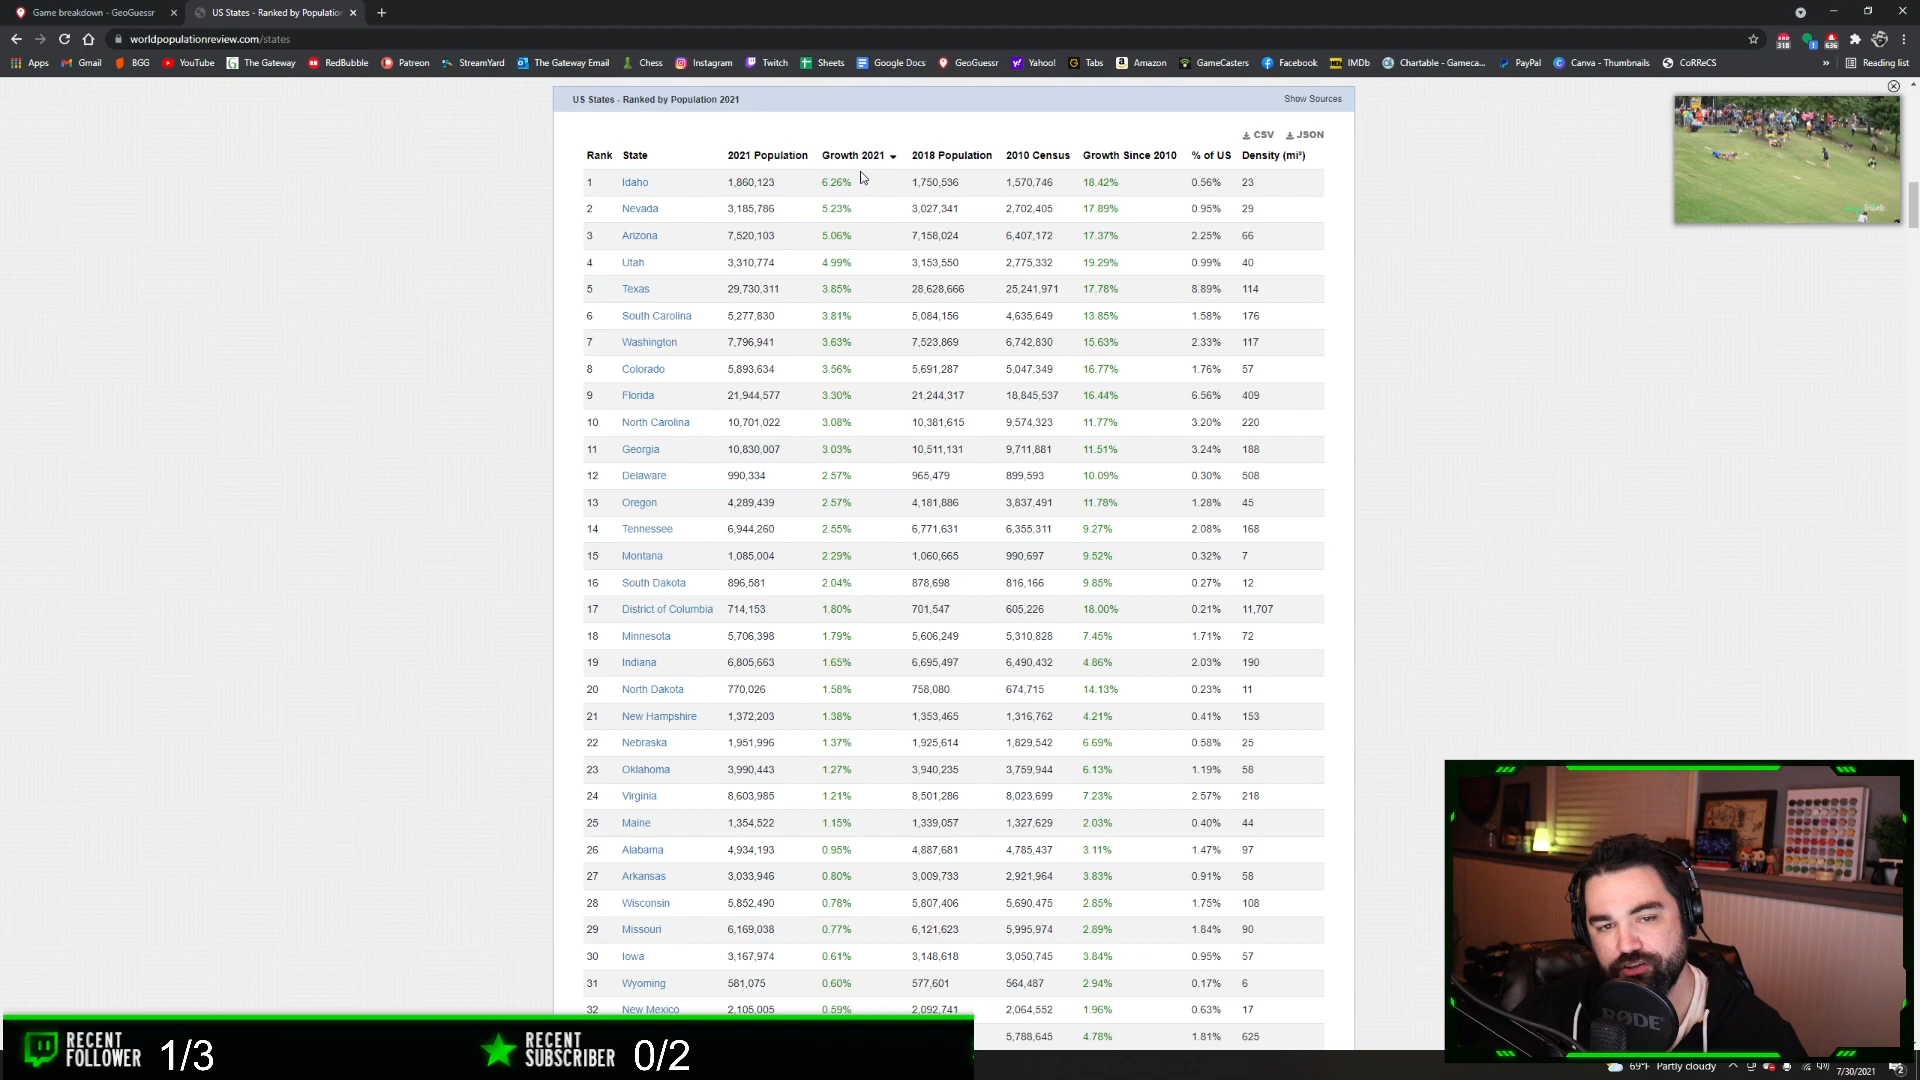 Game breakdown - GeoGuessr
US States - Ranked by Population
worldpopulationreview.com/states
Apps Gmail BGG YouTube The Gateway RedBubble Patreon StreamYard The Gateway Email Chess Instagram Twitch Sheets Google Docs GeoGuessr Yahoo! Tabs Amazon GameCasters Facebook IMDb Chartable - Gameca... PayPal Canva - Thumbnails CoRReCS » Reading list
US States - Ranked by Population 2021 Show Sources
CSV JSON
Rank State 2021 Population Growth 2021 2018 Population 2010 Census Growth Since 2010 % of US Density (mi²)
1 Idaho 1,860,123 6.26% 1,750,536 1,570,746 18.42% 0.56% 23
2 Nevada 3,185,786 5.23% 3,027,341 2,702,405 17.89% 0.95% 29
3 Arizona 7,520,103 5.06% 7,158,024 6,407,172 17.37% 2.25% 66
4 Utah 3,310,774 4.99% 3,153,550 2,775,332 19.29% 0.99% 40
5 Texas 29,730,311 3.85% 28,628,666 25,241,971 17.78% 8.89% 114
6 South Carolina 5,277,830 3.81% 5,084,156 4,635,649 13.85% 1.58% 176
7 Washington 7,796,941 3.63% 7,523,869 6,742,830 15.63% 2.33% 117
8 Colorado 5,893,634 3.56% 5,691,287 5,047,349 16.77% 1.76% 57
9 Florida 21,944,577 3.30% 21,244,317 18,845,537 16.44% 6.56% 409
10 North Carolina 10,701,022 3.08% 10,381,615 9,574,323 11.77% 3.20% 220
11 Georgia 10,830,007 3.03% 10,511,131 9,711,881 11.51% 3.24% 188
12 Delaware 990,334 2.57% 965,479 899,593 10.09% 0.30% 508
13 Oregon 4,289,439 2.57% 4,181,886 3,837,491 11.78% 1.28% 45
14 Tennessee 6,944,260 2.55% 6,771,631 6,355,311 9.27% 2.08% 168
15 Montana 1,085,004 2.29% 1,060,665 990,697 9.52% 0.32% 7
16 South Dakota 896,581 2.04% 878,698 816,166 9.85% 0.27% 12
17 District of Columbia 714,153 1.80% 701,547 605,226 18.00% 0.21% 11,707
18 Minnesota 5,706,398 1.79% 5,606,249 5,310,828 7.45% 1.71% 72
19 Indiana 6,805,663 1.65% 6,695,497 6,490,432 4.86% 2.03% 190
20 North Dakota 770,026 1.58% 758,080 674,715 14.13% 0.23% 11
21 New Hampshire 1,372,203 1.38% 1,353,465 1,316,762 4.21% 0.41% 153
22 Nebraska 1,951,996 1.37% 1,925,614 1,829,542 6.69% 0.58% 25
23 Oklahoma 3,990,443 1.27% 3,940,235 3,759,944 6.13% 1.19% 58
24 Virginia 8,603,985 1.21% 8,501,286 8,023,699 7.23% 2.57% 218
25 Maine 1,354,522 1.15% 1,339,057 1,327,629 2.03% 0.40% 44
26 Alabama 4,934,193 0.95% 4,887,681 4,785,437 3.11% 1.47% 97
27 Arkansas 3,033,946 0.80% 3,009,733 2,921,964 3.83% 0.91% 58
28 Wisconsin 5,852,490 0.78% 5,807,406 5,690,475 2.85% 1.75% 108
29 Missouri 6,169,038 0.77% 6,121,623 5,995,974 2.89% 1.84% 90
30 Iowa 3,167,974 0.61% 3,148,618 3,050,745 3.84% 0.95% 57
31 Wyoming 581,075 0.60% 577,601 564,487 2.94% 0.17% 6
32 New Mexico 2,105,005 0.59% 2,092,741 2,064,552 1.96% 0.63% 17
5,788,645 4.78% 1.81% 625
RECENT FOLLOWER 1/3
RECENT SUBSCRIBER 0/2
RØDE
69°F Partly cloudy
7/30/2021